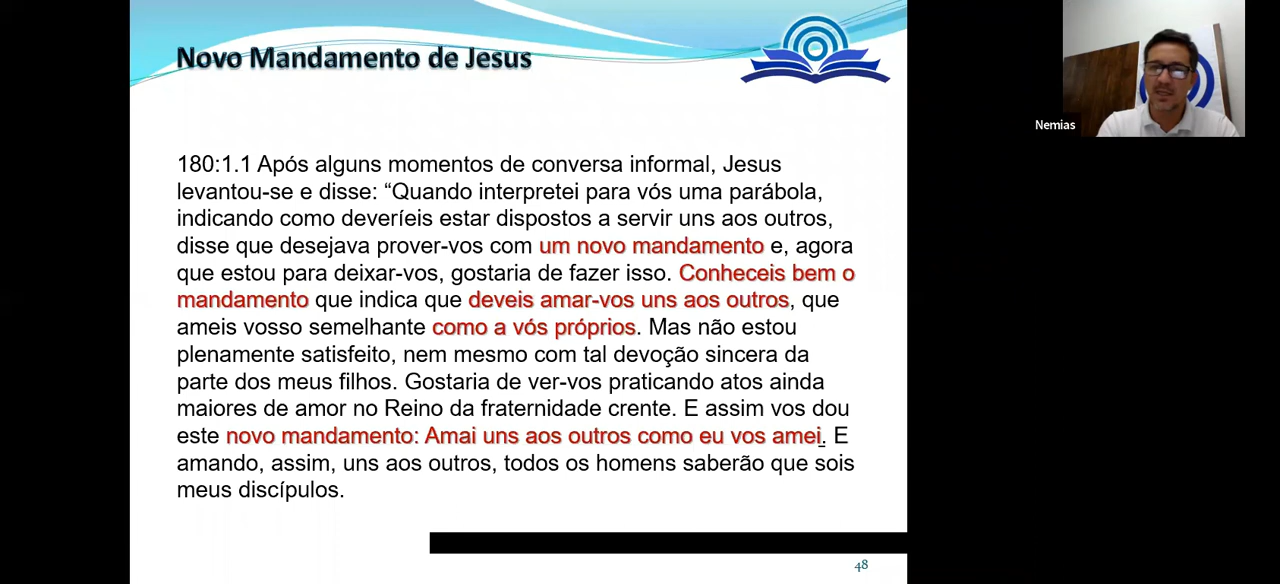 Novo Mandamento de Jesus
Nemias
180:1.1 Após alguns momentos de conversa informal, Jesus
levantou-se e disse: “Quando interpretei para vós uma parábola,
indicando como deveríeis estar dispostos a servir uns aos outros,
disse que desejava prover-vos com um novo mandamento e, agora
que estou para deixar-vos, gostaria de fazer isso. Conheceis bem o
mandamento que indica que deveis amar-vos uns aos outros, que
ameis vosso semelhante como a vós próprios. Mas não estou
plenamente satisfeito, nem mesmo com tal devoção sincera da
parte dos meus filhos. Gostaria de ver-vos praticando atos ainda
maiores de amor no Reino da fraternidade crente. E assim vos dou
este novo mandamento: Amai uns aos outros como eu vos amei. E
amando, assim, uns aos outros, todos os homens saberão que sois
meus discípulos.
48